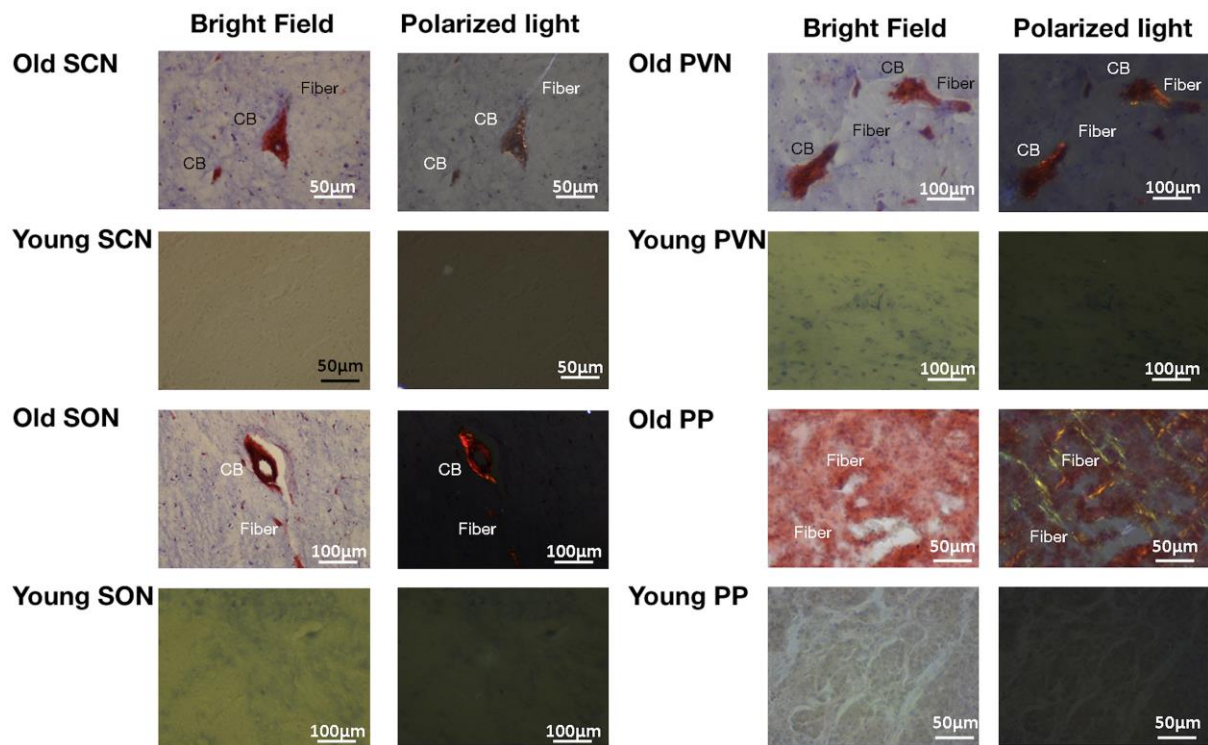 Bright Field
Polarized light
Bright Field
Polarized light
Old SCN
Fiber
CB
CB
50µm
Fiber
CB
CB
50µm
Old PVN
CB
Fiber
Fiber
CB
100µm
CB
Fiber
Fiber
CB
100µm
Young SCN
50µm
50µm
Young PVN
100µm
100µm
Old SON
CB
Fiber
100µm
CB
Fiber
100µm
Old PP
Fiber
Fiber
50µm
Fiber
Fiber
50µm
Young SON
100µm
100µm
Young PP
50µm
50µm